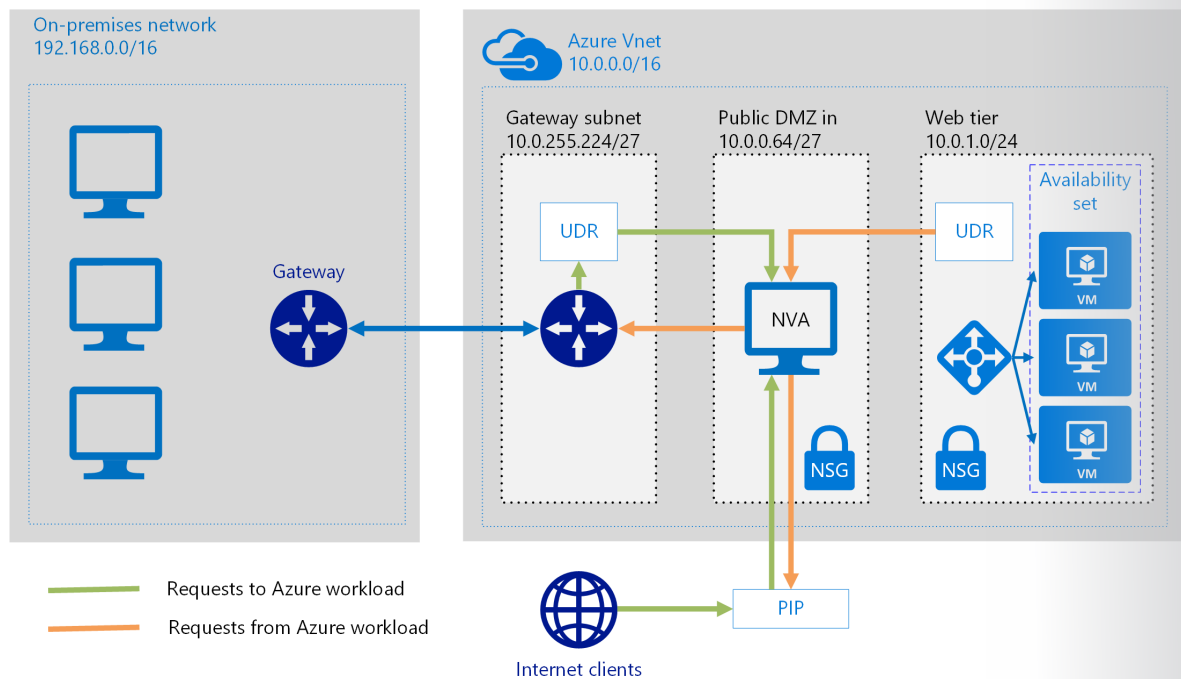 On-premises network
192.168.0.0/16
Gateway
Azure Vnet
10.0.0.0/16
Gateway subnet
10.0.255.224/27
UDR
Public DMZ in
10.0.0.64/27
NVA
NSG
Web tier
10.0.1.0/24
UDR
NSG
Availability
set
VM
VM
VM
Requests to Azure workload
Requests from Azure workload
PIP
Internet clients